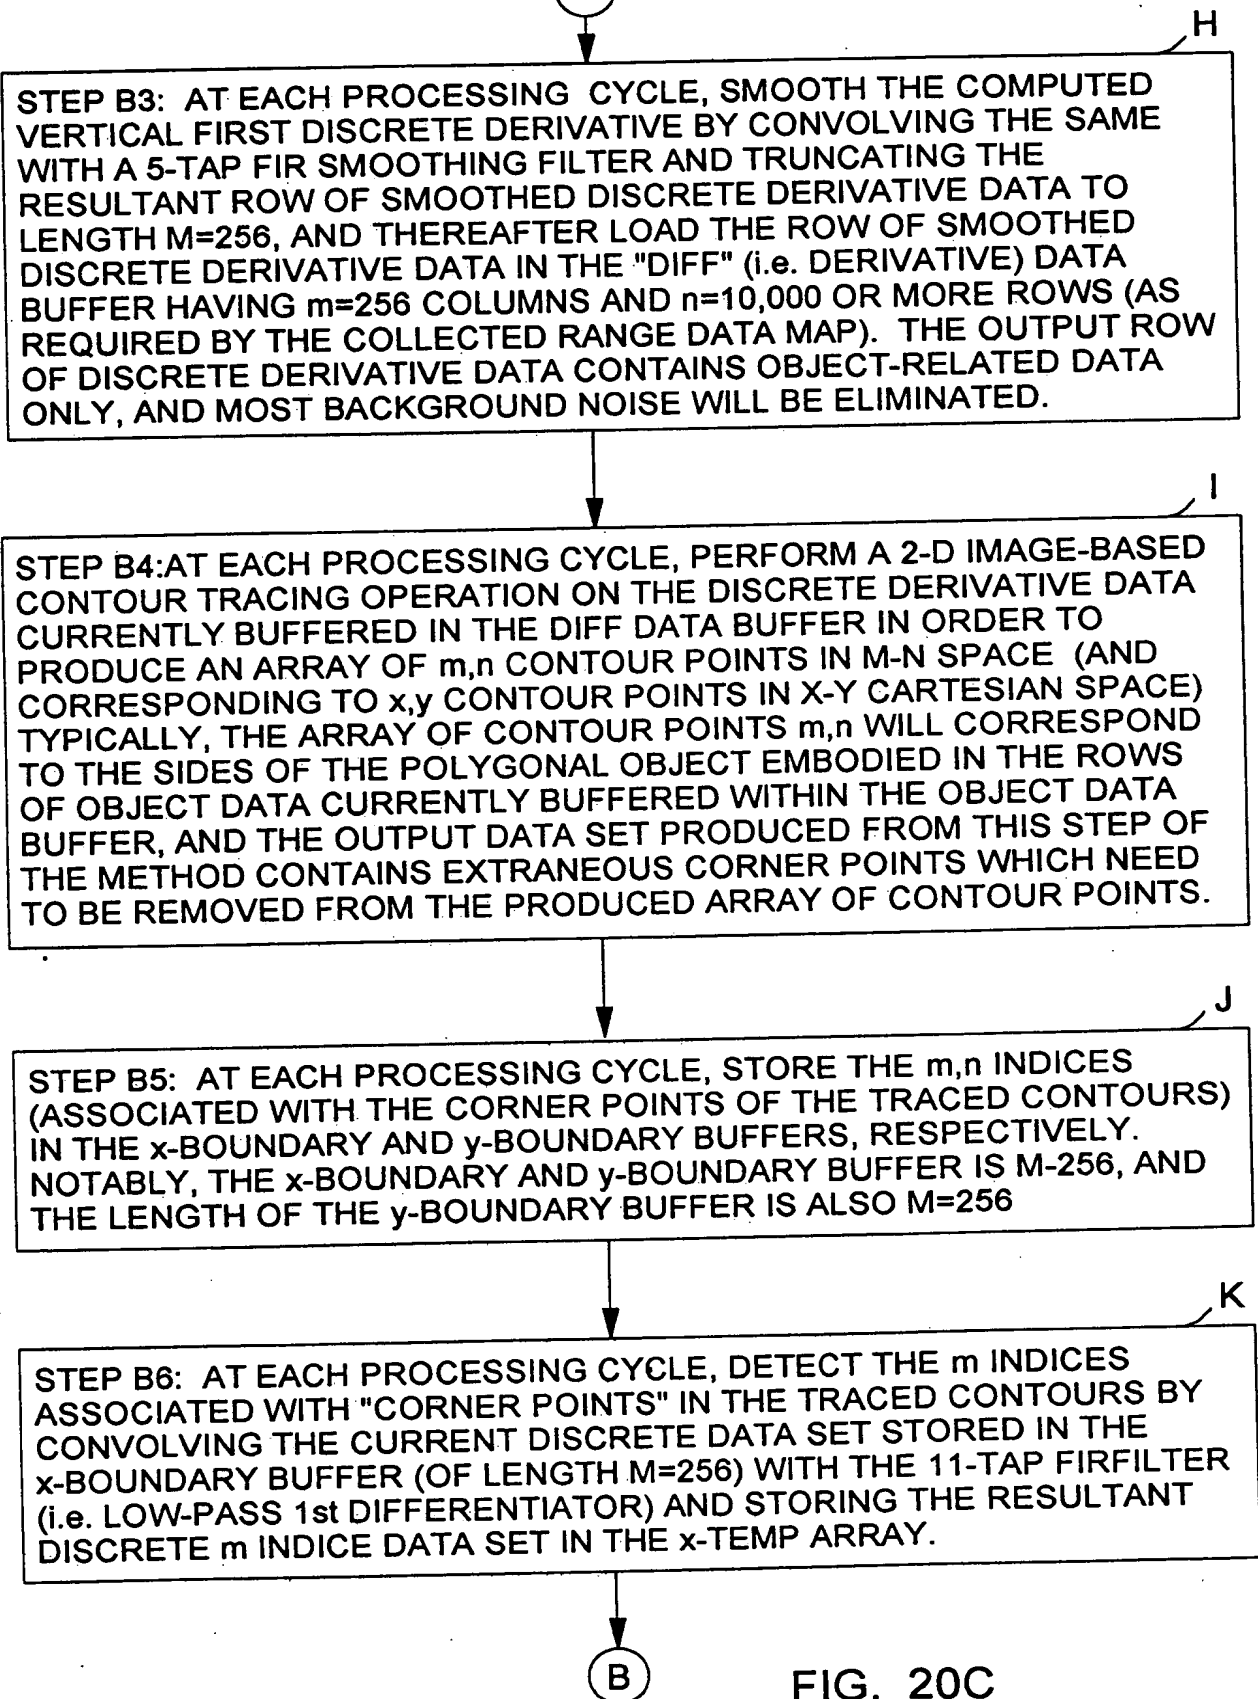 H
STEP B3: AT EACH PROCESSING CYCLE, SMOOTH THE COMPUTED
VERTICAL FIRST DISCRETE DERIVATIVE BY CONVOLVING THE SAME
WITH A 5-TAP FIR SMOOTHING FILTER AND TRUNCATING THE
RESULTANT ROW OF SMOOTHED DISCRETE DERIVATIVE DATA TO
LENGTH M=256, AND THEREAFTER LOAD THE ROW OF SMOOTHED
DISCRETE DERIVATIVE DATA IN THE "DIFF" (i.e. DERIVATIVE) DATA
BUFFER HAVING m=256 COLUMNS AND n=10,000 OR MORE ROWS (AS
REQUIRED BY THE COLLECTED RANGE DATA MAP). THE OUTPUT ROW
OF DISCRETE DERIVATIVE DATA CONTAINS OBJECT-RELATED DATA
ONLY, AND MOST BACKGROUND NOISE WILL BE ELIMINATED.
I
STEP B4:AT EACH PROCESSING CYCLE, PERFORM A 2-D IMAGE-BASED
CONTOUR TRACING OPERATION ON THE DISCRETE DERIVATIVE DATA
CURRENTLY BUFFERED IN THE DIFF DATA BUFFER IN ORDER TO
PRODUCE AN ARRAY OF m,n CONTOUR POINTS IN M-N SPACE (AND
CORRESPONDING TO x,y CONTOUR POINTS IN X-Y CARTESIAN SPACE)
TYPICALLY, THE ARRAY OF CONTOUR POINTS m,n WILL CORRESPOND
TO THE SIDES OF THE POLYGONAL OBJECT EMBODIED IN THE ROWS
OF OBJECT DATA CURRENTLY BUFFERED WITHIN THE OBJECT DATA
BUFFER, AND THE OUTPUT DATA SET PRODUCED FROM THIS STEP OF
THE METHOD CONTAINS EXTRANEOUS CORNER POINTS WHICH NEED
TO BE REMOVED FROM THE PRODUCED ARRAY OF CONTOUR POINTS.
J
STEP B5: AT EACH PROCESSING CYCLE, STORE THE m,n INDICES
(ASSOCIATED WITH THE CORNER POINTS OF THE TRACED CONTOURS)
IN THE x-BOUNDARY AND y-BOUNDARY BUFFERS, RESPECTIVELY.
NOTABLY, THE x-BOUNDARY AND y-BOUNDARY BUFFER IS M-256, AND
THE LENGTH OF THE y-BOUNDARY BUFFER IS ALSO M=256
K
STEP B6: AT EACH PROCESSING CYCLE, DETECT THE m INDICES
ASSOCIATED WITH "CORNER POINTS" IN THE TRACED CONTOURS BY
CONVOLVING THE CURRENT DISCRETE DATA SET STORED IN THE
x-BOUNDARY BUFFER (OF LENGTH M=256) WITH THE 11-TAP FIRFILTER
(i.e. LOW-PASS 1st DIFFERENTIATOR) AND STORING THE RESULTANT
DISCRETE m INDICE DATA SET IN THE x-TEMP ARRAY.
B
FIG. 20C